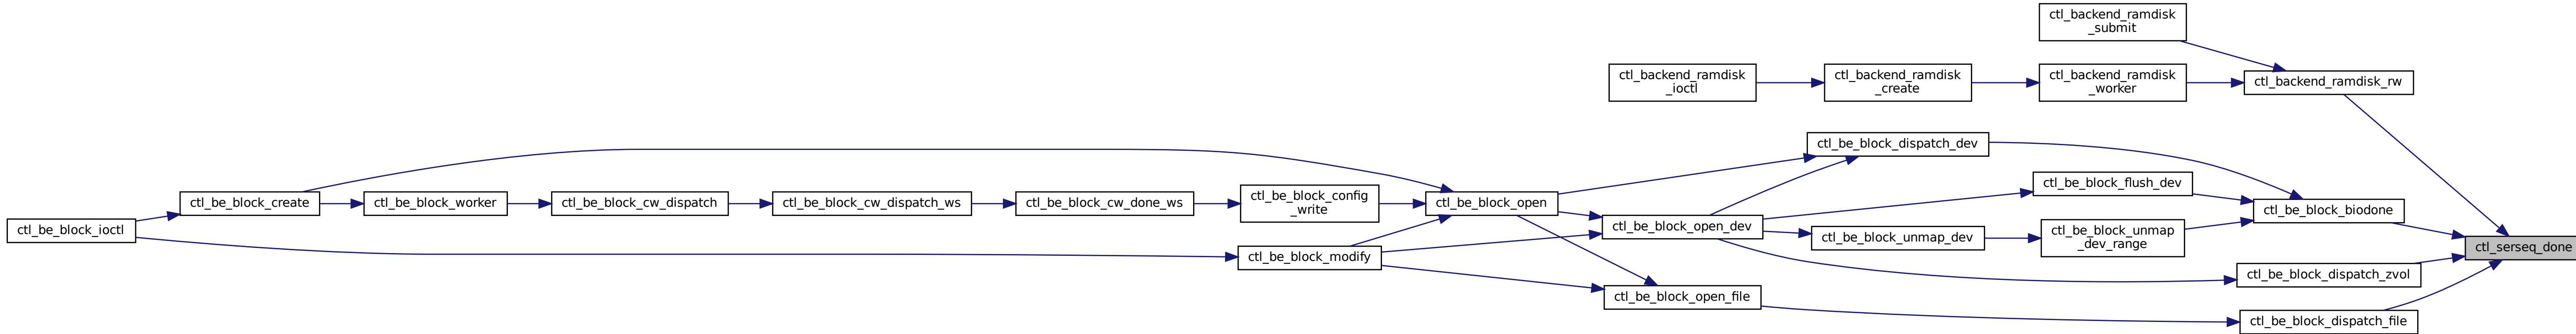 ctl_backend_ramdisk
_submit
ctl_backend_ramdisk
_ioctl
ctl_backend_ramdisk
_create
ctl_backend_ramdisk
_worker
ctl_backend_ramdisk_rw
ctl_be_block_dispatch_dev
ctl_be_block_ioctl
ctl_be_block_create
ctl_be_block_worker
ctl_be_block_cw_dispatch
ctl_be_block_cw_dispatch_ws
ctl_be_block_cw_done_ws
ctl_be_block_config
_write
ctl_be_block_open
ctl_be_block_flush_dev
ctl_be_block_biodone
ctl_be_block_open_dev
ctl_be_block_unmap_dev
ctl_be_block_unmap
_dev_range
ctl_serseq_done
ctl_be_block_modify
ctl_be_block_dispatch_zvol
ctl_be_block_open_file
ctl_be_block_dispatch_file